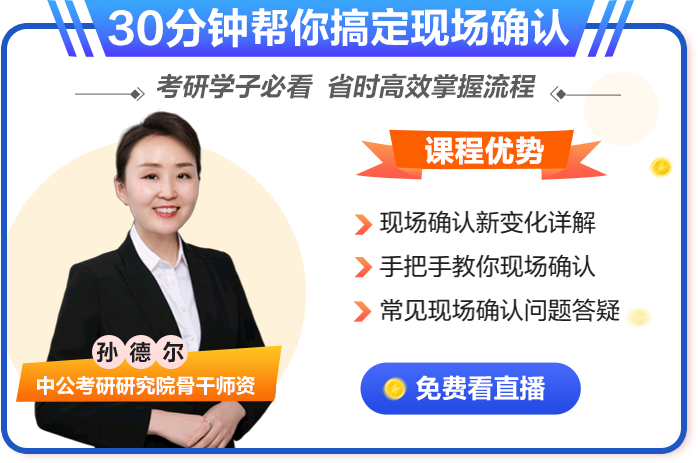 30分钟帮你搞定现场确认
考研学子必看 省时高效掌握流程
课程优势
现场确认新变化详解
手把手教你现场确认
常见现场确认问题答疑
孙德尔
中公考研研究院骨干师资
免费看直播